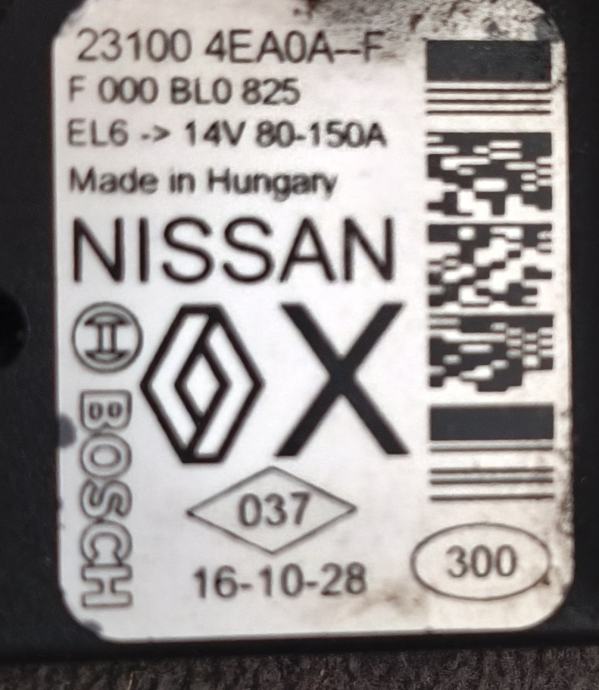 23100 4EA0A-F
F 000 BL0 825
EL6 -> 14V 80-150A
Made in Hungary
NISSAN
X
BOSCH
037
16-10-28
300